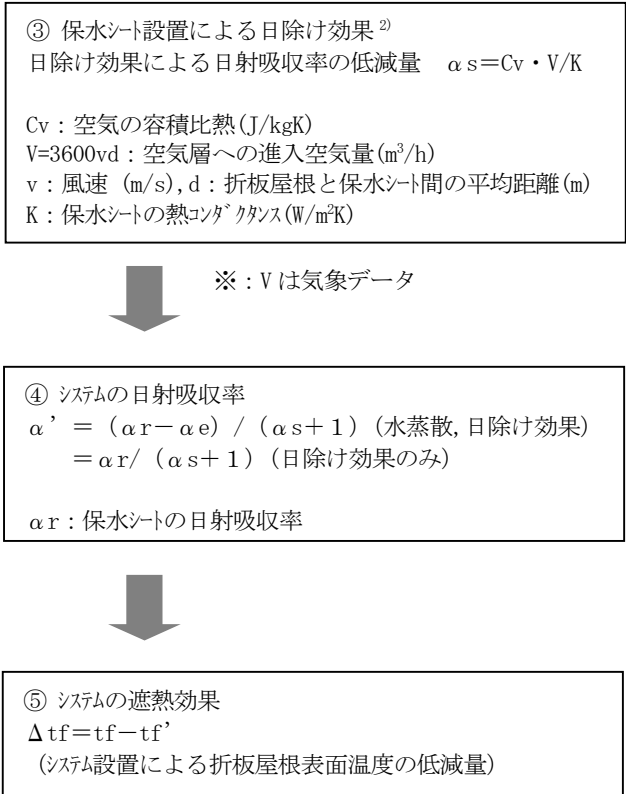 ③ 保水シート設置による日除け効果 2)
日除け効果による日射吸収率の低減量　αs＝Cv・V/K
Cv：空気の容積比熱(J/kgK)
V=3600vd：空気層への進入空気量(m³/h)
v：風速 (m/s),d：折板屋根と保水シート間の平均距離(m)
K：保水シートの熱コンダクタンス(W/m²K)
※：V は気象データ
④ システムの日射吸収率
α’ ＝（αr－αe）/（αs＋1）(水蒸散,日除け効果)
＝αr/（αs＋1）(日除け効果のみ)
αr：保水シートの日射吸収率
⑤ システムの遮熱効果
Δtf＝tf－tf’
(システム設置による折板屋根表面温度の低減量)